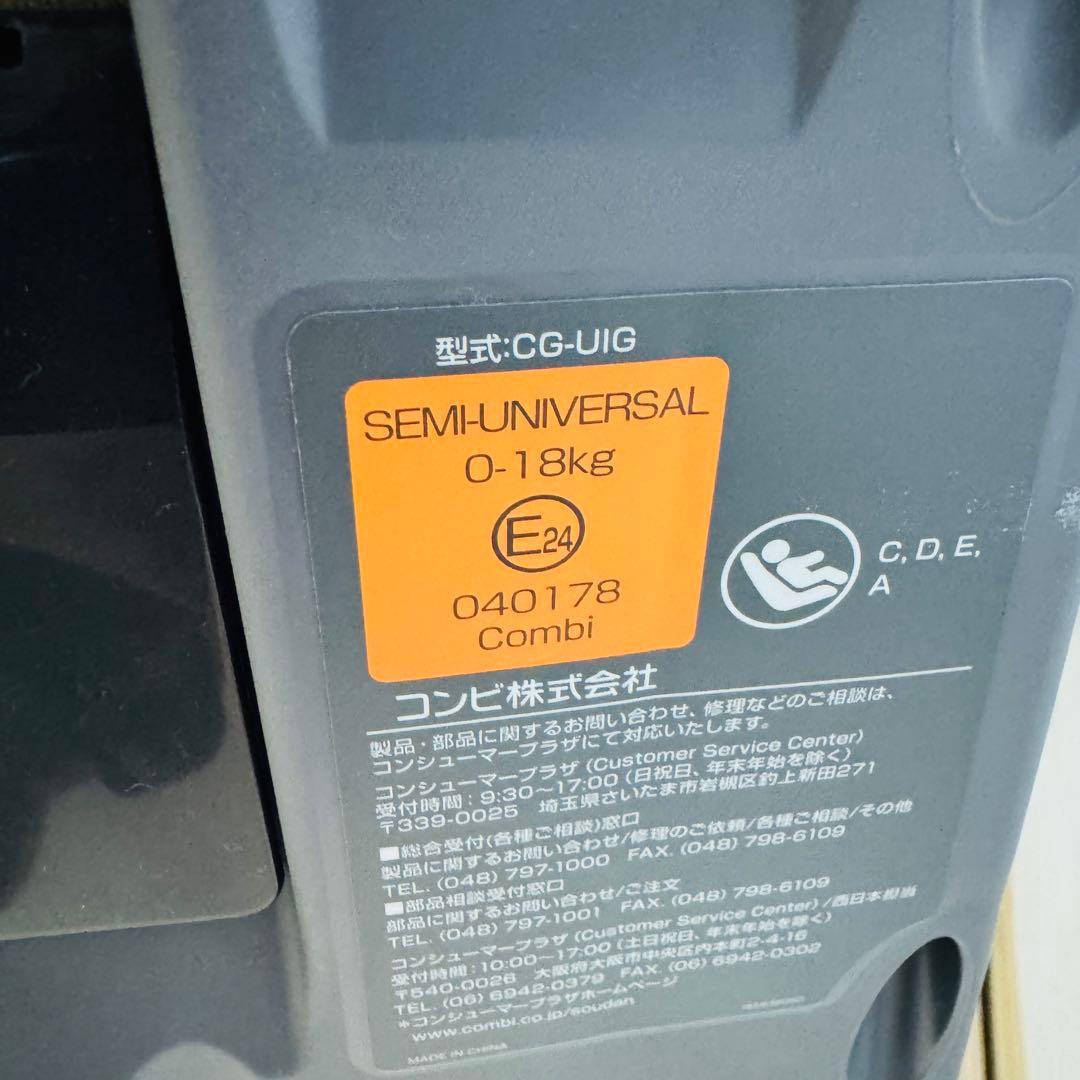 型式:CG-UIG
SEMI-UNIVERSAL
0-18kg
E24
040178
Combi
C, D, E,
A
コンビ株式会社
製品・部品に関するお問い合わせ、修理などのご相談は、
コンシューマープラザにて対応いたします。
コンシューマープラザ (Customer Service Center)
受付時間：9:30～17:00 (日祝日、年末年始を除く)
〒339-0025 埼玉県さいたま市岩槻区釣上新田271
■総合受付(各種ご相談)窓口
製品に関するお問い合わせ/修理のご依頼/各種ご相談/その他
TEL. (048) 797-1000 FAX. (048) 798-6109
■部品相談受付窓口
部品に関するお問い合わせ/ご注文
TEL. (048) 797-1001 FAX. (048) 798-6109
コンシューマープラザ (Customer Service Center) /西日本担当
受付時間：10:00～17:00 (土日祝日、年末年始を除く)
〒540-0026 大阪府大阪市中央区内本町2-4-16
TEL. (06) 6942-0379 FAX. (06) 6942-0302
*コンシューマープラザホームページ
www.combi.co.jp/soudan
MADE IN CHINA